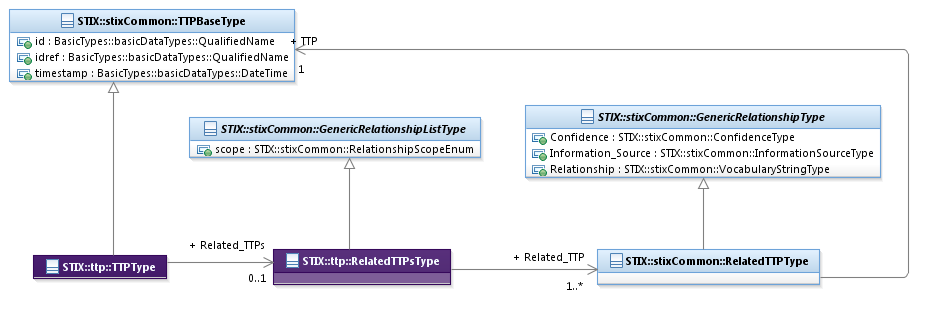 STIX::stixCommon::TTPBaseType
id : BasicTypes::basicDataTypes::QualifiedName
idref : BasicTypes::basicDataTypes::QualifiedName
timestamp : BasicTypes::basicDataTypes::DateTime
+ TTP
1
STIX::stixCommon::GenericRelationshipListType
scope : STIX::stixCommon::RelationshipScopeEnum
STIX::stixCommon::GenericRelationshipType
Confidence : STIX::stixCommon::ConfidenceType
Information_Source : STIX::stixCommon::InformationSourceType
Relationship : STIX::stixCommon::VocabularyStringType
STIX::ttp::TTPType
+ Related_TTPs
0..1
STIX::ttp::RelatedTTPsType
+ Related_TTP
1..*
STIX::stixCommon::RelatedTTPType